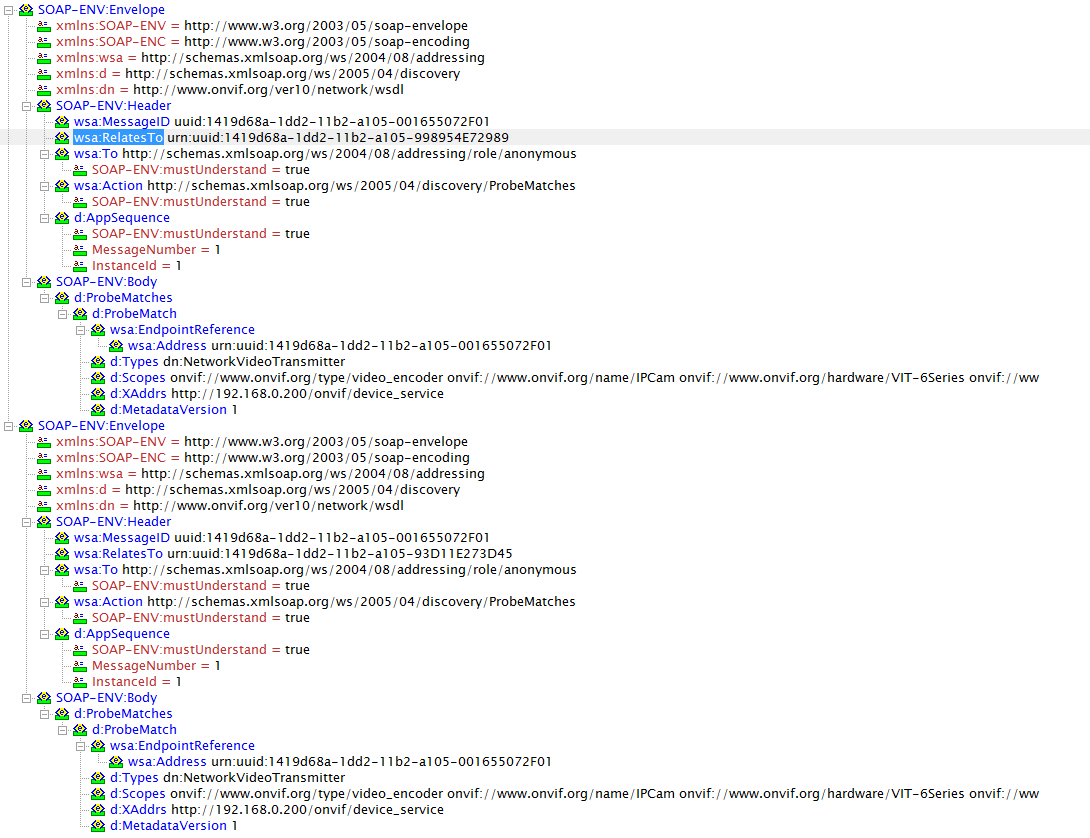 SOAP-ENV:Envelope
xmlns:SOAP-ENV = http://www.w3.org/2003/05/soap-envelope
xmlns:SOAP-ENC = http://www.w3.org/2003/05/soap-encoding
xmlns:wsa = http://schemas.xmlsoap.org/ws/2004/08/addressing
xmlns:d = http://schemas.xmlsoap.org/ws/2005/04/discovery
xmlns:dn = http://www.onvif.org/ver10/network/wsdl
SOAP-ENV:Header
wsa:MessageID uuid:1419d68a-1dd2-11b2-a105-001655072F01
wsa:RelatesTo urn:uuid:1419d68a-1dd2-11b2-a105-998954E72989
wsa:To http://schemas.xmlsoap.org/ws/2004/08/addressing/role/anonymous
SOAP-ENV:mustUnderstand = true
wsa:Action http://schemas.xmlsoap.org/ws/2005/04/discovery/ProbeMatches
SOAP-ENV:mustUnderstand = true
d:AppSequence
SOAP-ENV:mustUnderstand = true
MessageNumber = 1
InstanceId = 1
SOAP-ENV:Body
d:ProbeMatches
d:ProbeMatch
wsa:EndpointReference
wsa:Address urn:uuid:1419d68a-1dd2-11b2-a105-001655072F01
d:Types dn:NetworkVideoTransmitter
d:Scopes onvif://www.onvif.org/type/video_encoder onvif://www.onvif.org/name/IPCam onvif://www.onvif.org/hardware/VIT-6Series onvif://ww
d:XAddrs http://192.168.0.200/onvif/device_service
d:MetadataVersion 1
SOAP-ENV:Envelope
xmlns:SOAP-ENV = http://www.w3.org/2003/05/soap-envelope
xmlns:SOAP-ENC = http://www.w3.org/2003/05/soap-encoding
xmlns:wsa = http://schemas.xmlsoap.org/ws/2004/08/addressing
xmlns:d = http://schemas.xmlsoap.org/ws/2005/04/discovery
xmlns:dn = http://www.onvif.org/ver10/network/wsdl
SOAP-ENV:Header
wsa:MessageID uuid:1419d68a-1dd2-11b2-a105-001655072F01
wsa:RelatesTo urn:uuid:1419d68a-1dd2-11b2-a105-93D11E273D45
wsa:To http://schemas.xmlsoap.org/ws/2004/08/addressing/role/anonymous
SOAP-ENV:mustUnderstand = true
wsa:Action http://schemas.xmlsoap.org/ws/2005/04/discovery/ProbeMatches
SOAP-ENV:mustUnderstand = true
d:AppSequence
SOAP-ENV:mustUnderstand = true
MessageNumber = 1
InstanceId = 1
SOAP-ENV:Body
d:ProbeMatches
d:ProbeMatch
wsa:EndpointReference
wsa:Address urn:uuid:1419d68a-1dd2-11b2-a105-001655072F01
d:Types dn:NetworkVideoTransmitter
d:Scopes onvif://www.onvif.org/type/video_encoder onvif://www.onvif.org/name/IPCam onvif://www.onvif.org/hardware/VIT-6Series onvif://ww
d:XAddrs http://192.168.0.200/onvif/device_service
d:MetadataVersion 1